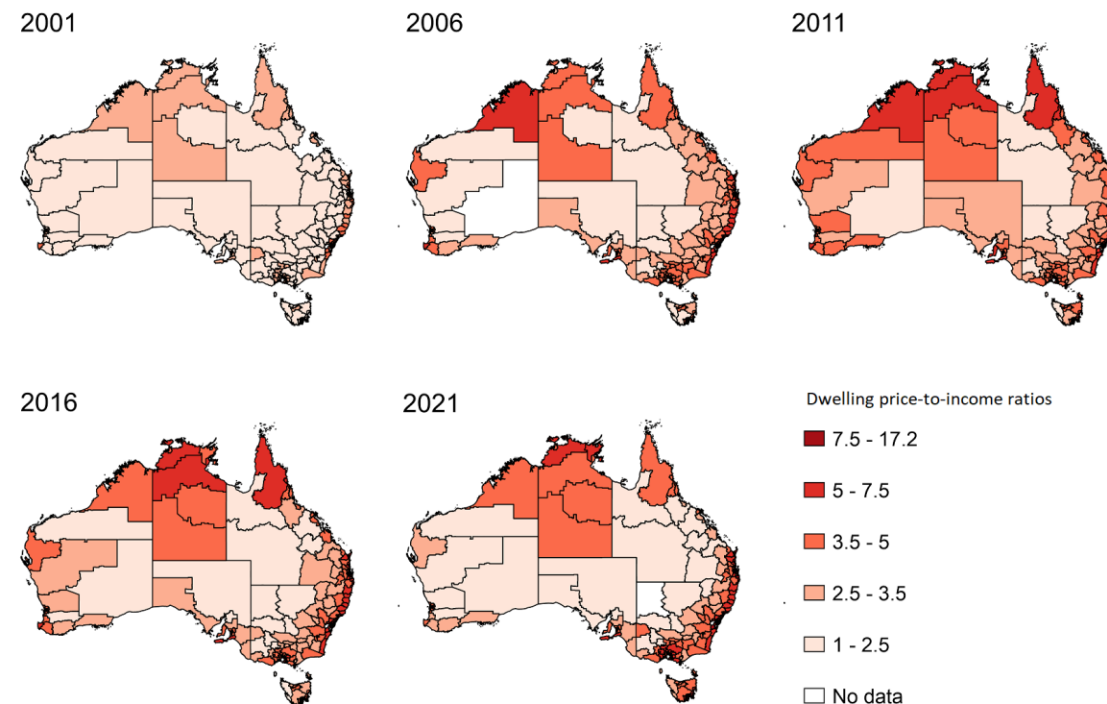 2001
2006
2011
2016
2021
Dwelling price-to-income ratios
7.5 - 17.2
5 - 7.5
3.5 - 5
2.5 - 3.5
1 - 2.5
No data